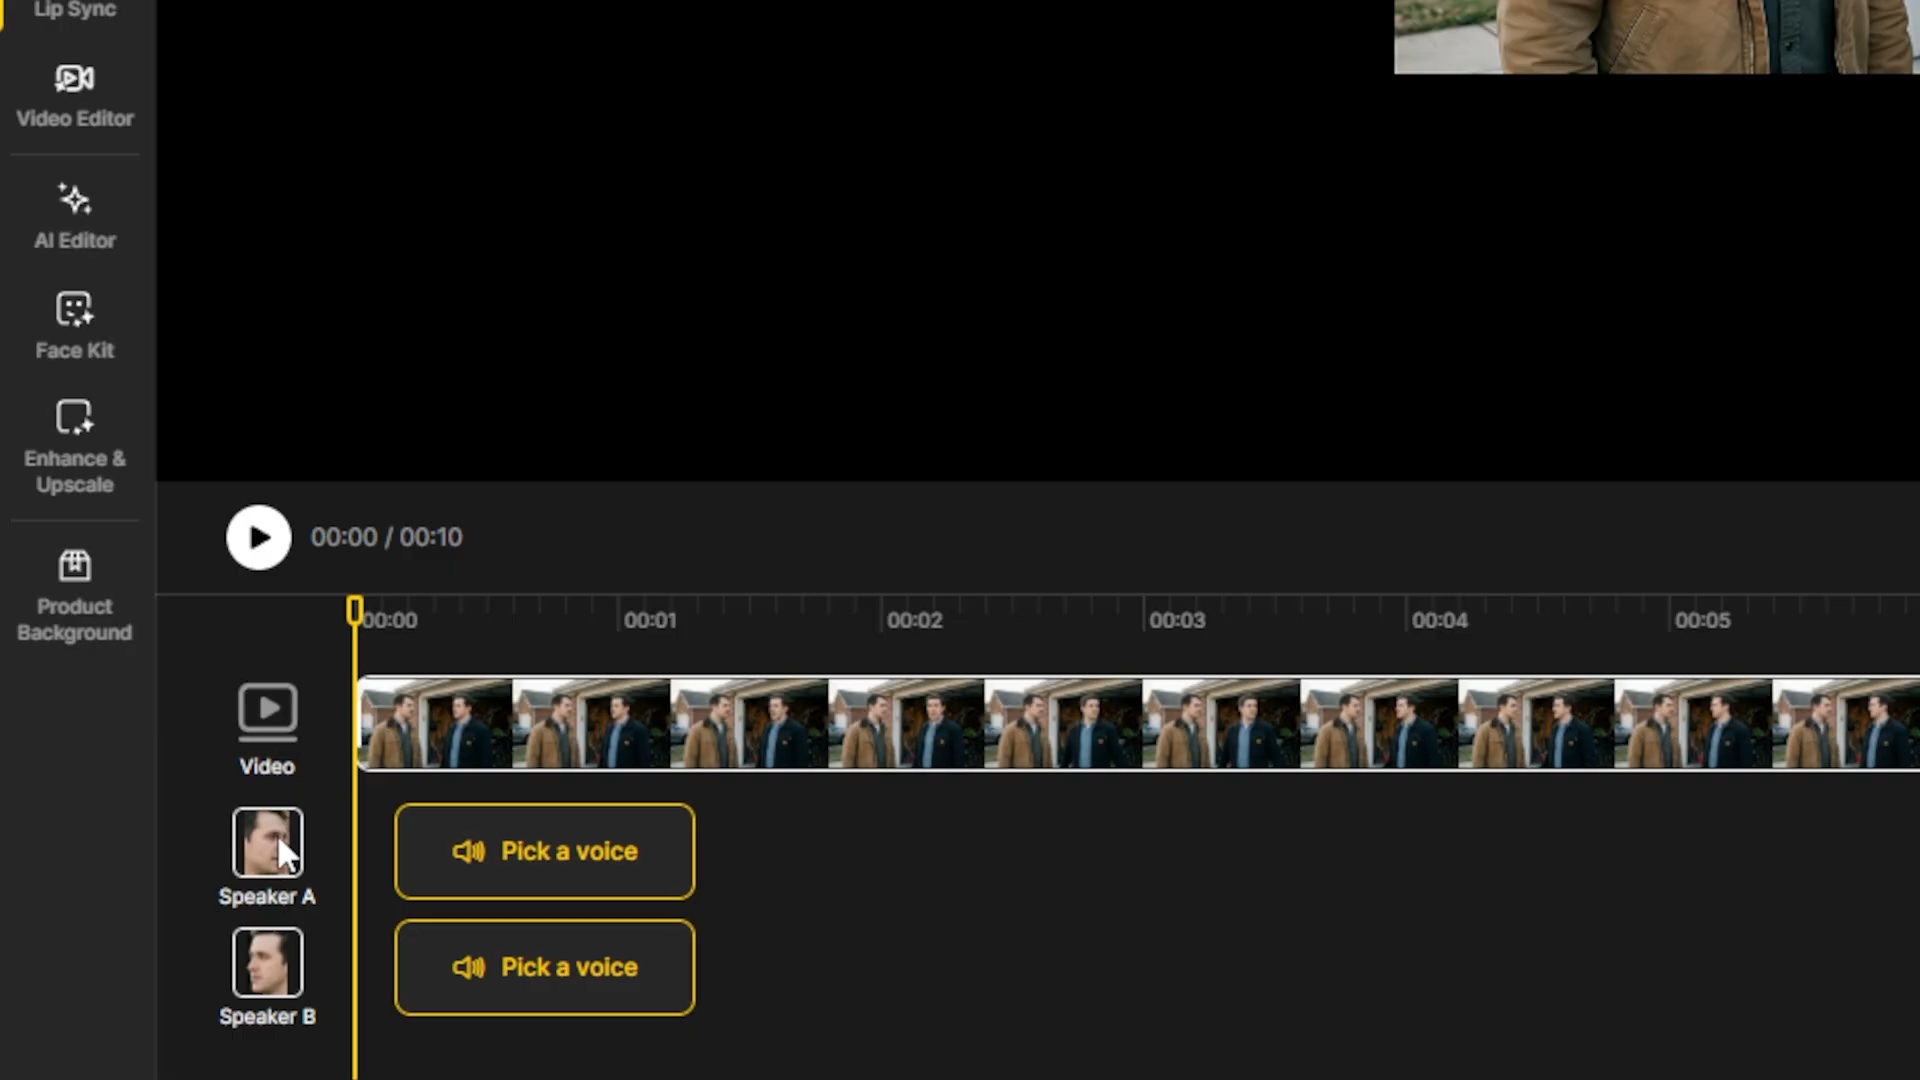 Lip Sync
Video Editor
AI Editor
Face Kit
Enhance &
Upscale
Product
Background
00:00 / 00:10
00:00 00:01 00:02 00:03 00:04 00:05
Video
Speaker A
Pick a voice
Speaker B
Pick a voice